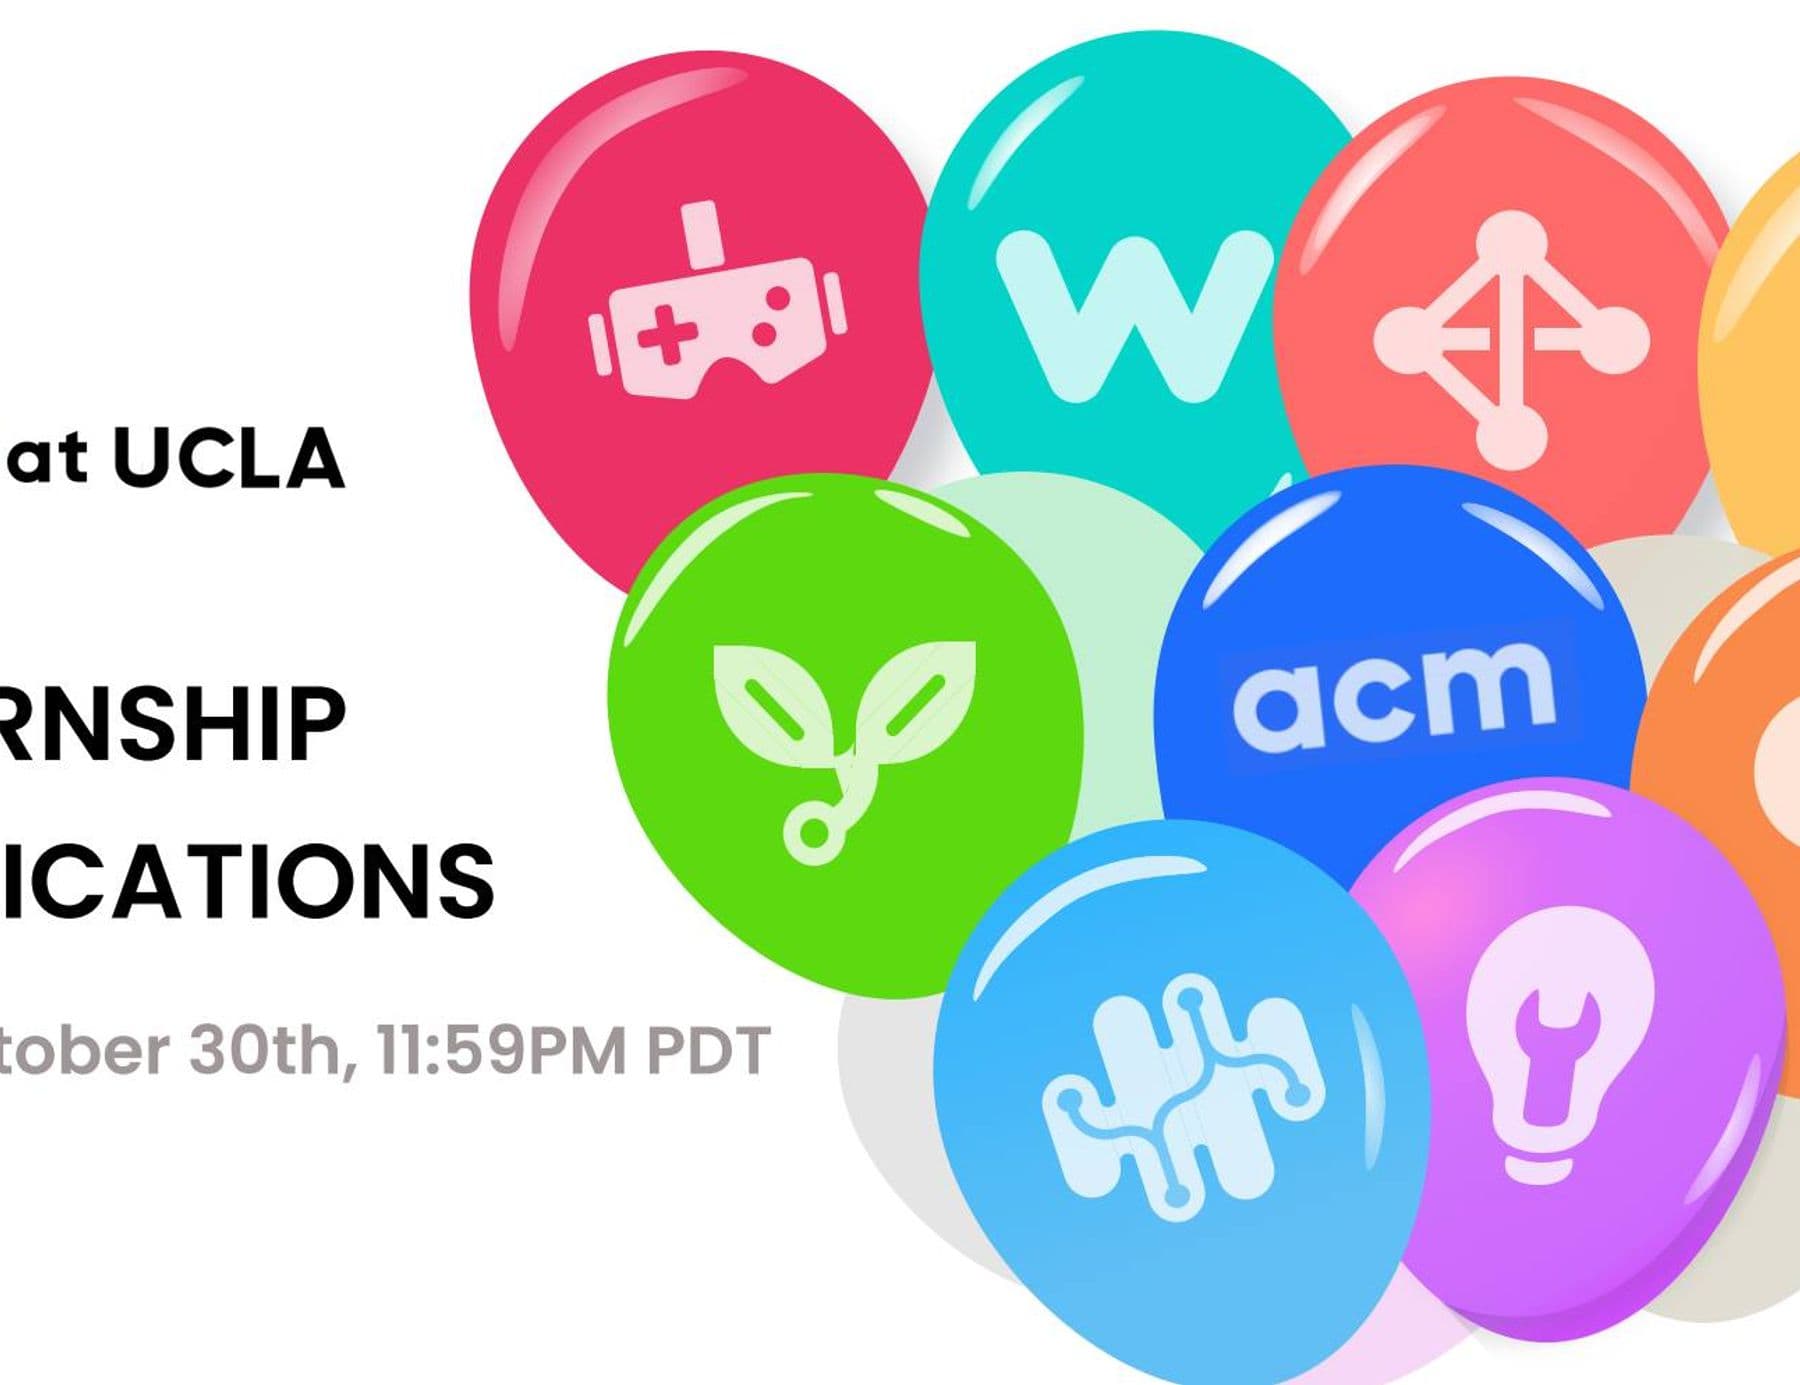 at UCLA
RNSHIP
ICATIONS
tober 30th, 11:59PM PDT
w
acm